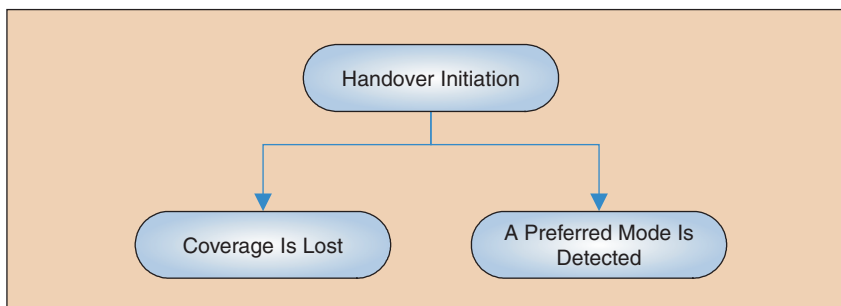 Handover Initiation
Coverage Is Lost
A Preferred Mode Is
Detected